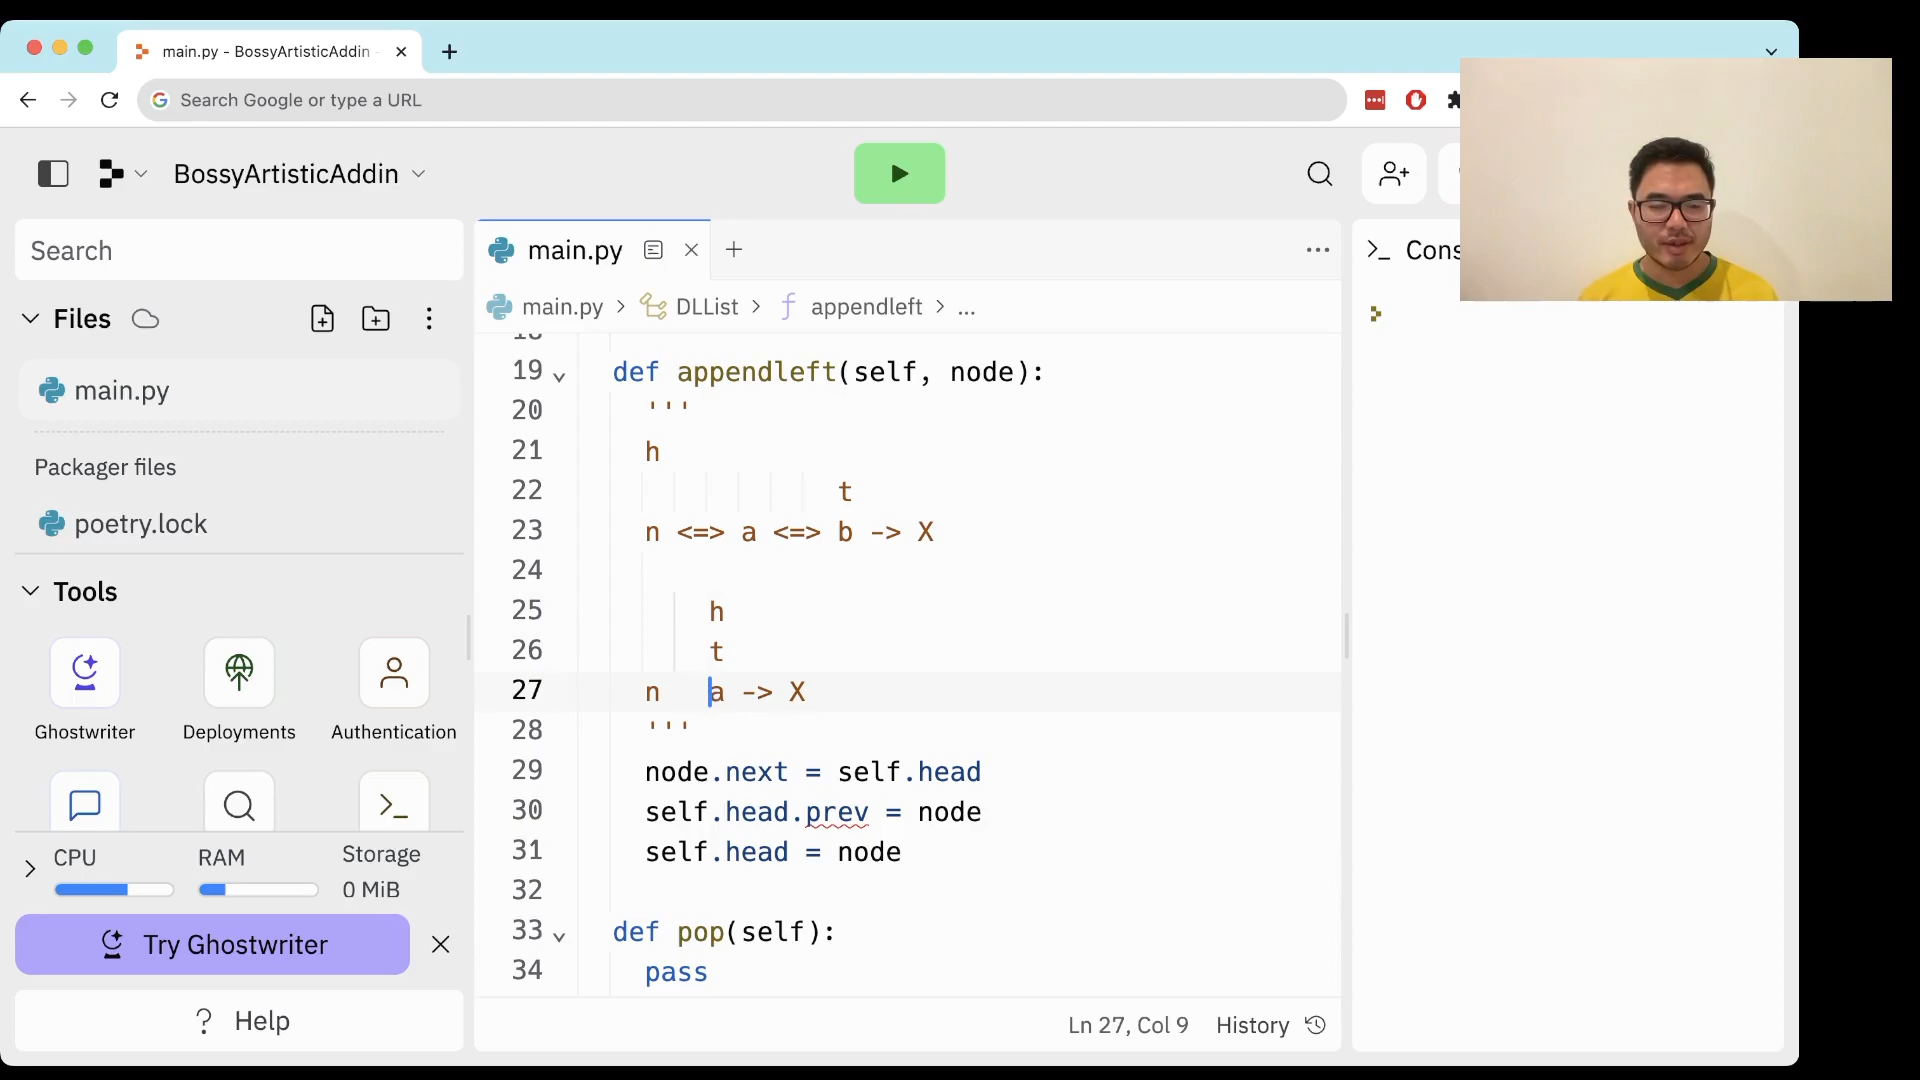 main.py - BossyArtisticAddin
Search Google or type a URL
BossyArtisticAddin
Search
Files
main.py
Packager files
poetry.lock
Tools
Ghostwriter
Deployments
Authentication
CPU
RAM
Storage
0 MiB
Try Ghostwriter
? Help
main.py
main.py > DLList > appendleft > ...
18
19 def appendleft(self, node):
20 '''
21 h
22 t
23 n <=> a <=> b -> X
24
25 h
26 t
27 n a -> X
28 '''
29 node.next = self.head
30 self.head.prev = node
31 self.head = node
32
33 def pop(self):
34 pass
Ln 27, Col 9 History
>_ Cons